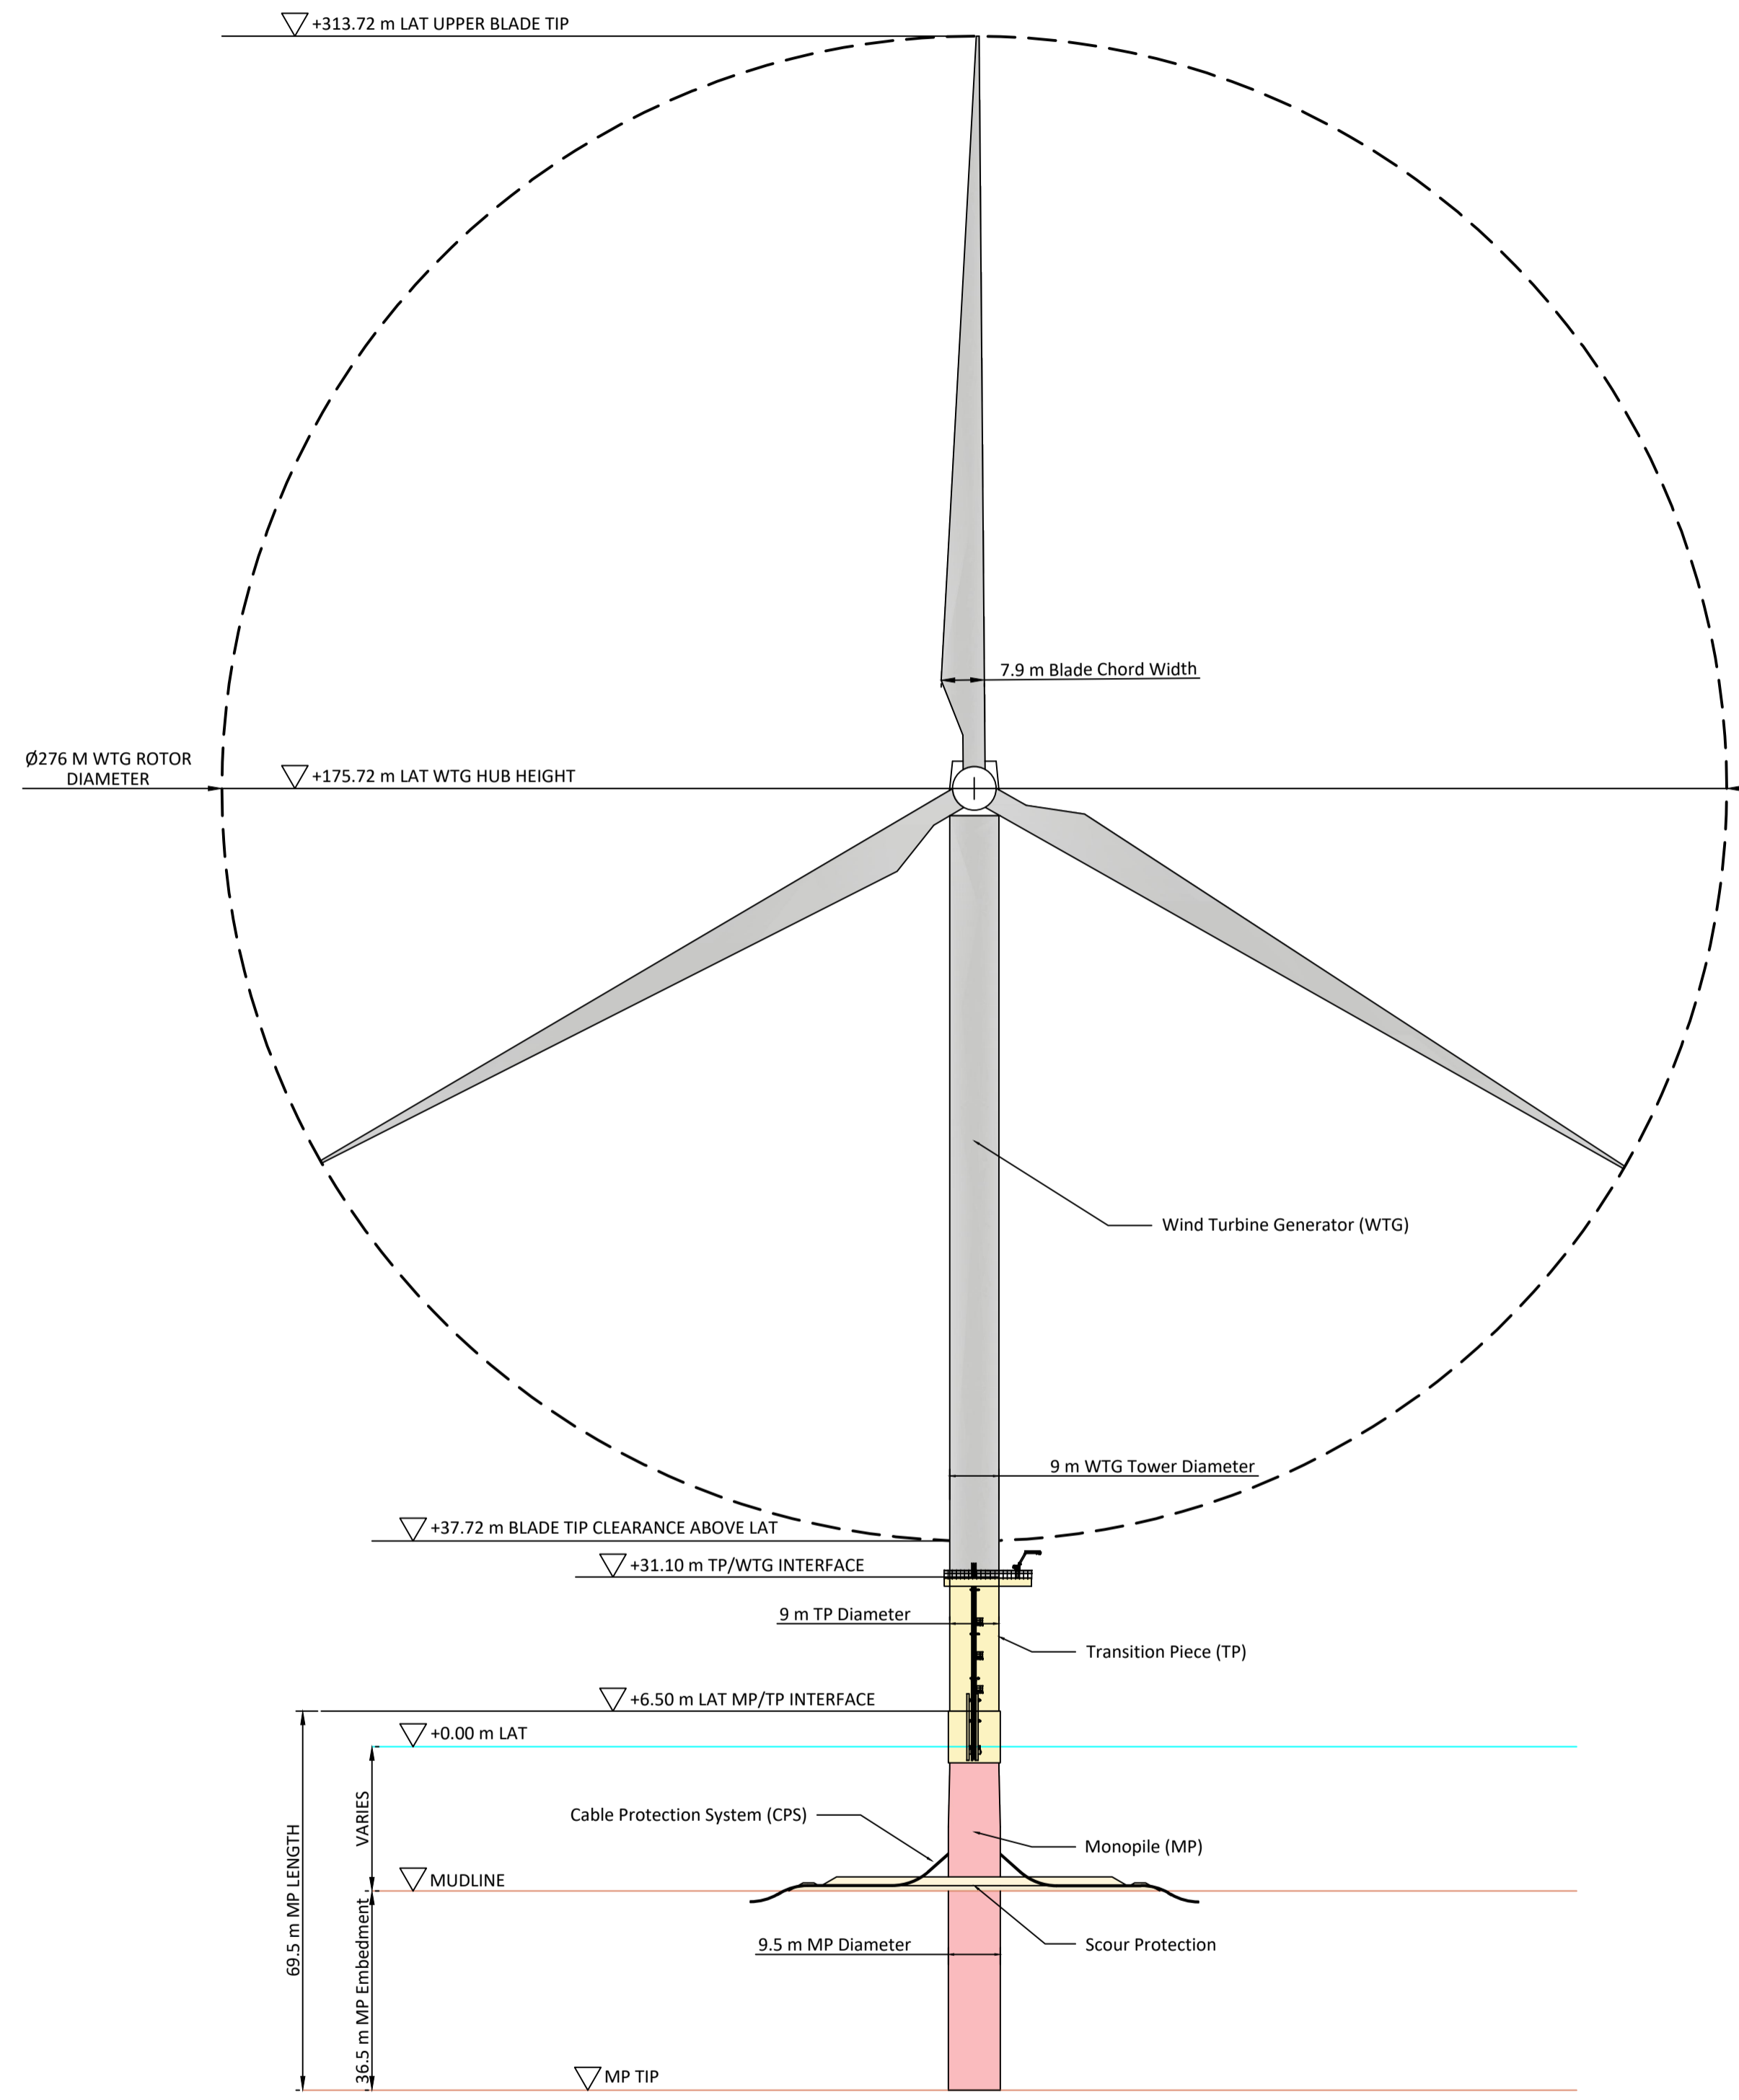 +313.72 m LAT UPPER BLADE TIP
7.9 m Blade Chord Width
Ø276 M WTG ROTOR
DIAMETER
+175.72 m LAT WTG HUB HEIGHT
Wind Turbine Generator (WTG)
9 m WTG Tower Diameter
+37.72 m BLADE TIP CLEARANCE ABOVE LAT
+31.10 m TP/WTG INTERFACE
9 m TP Diameter
Transition Piece (TP)
+6.50 m LAT MP/TP INTERFACE
+0.00 m LAT
VARIES
Cable Protection System (CPS)
Monopile (MP)
69.5 m MP LENGTH
MUDLINE
36.5 m MP Embedment
9.5 m MP Diameter
Scour Protection
MP TIP